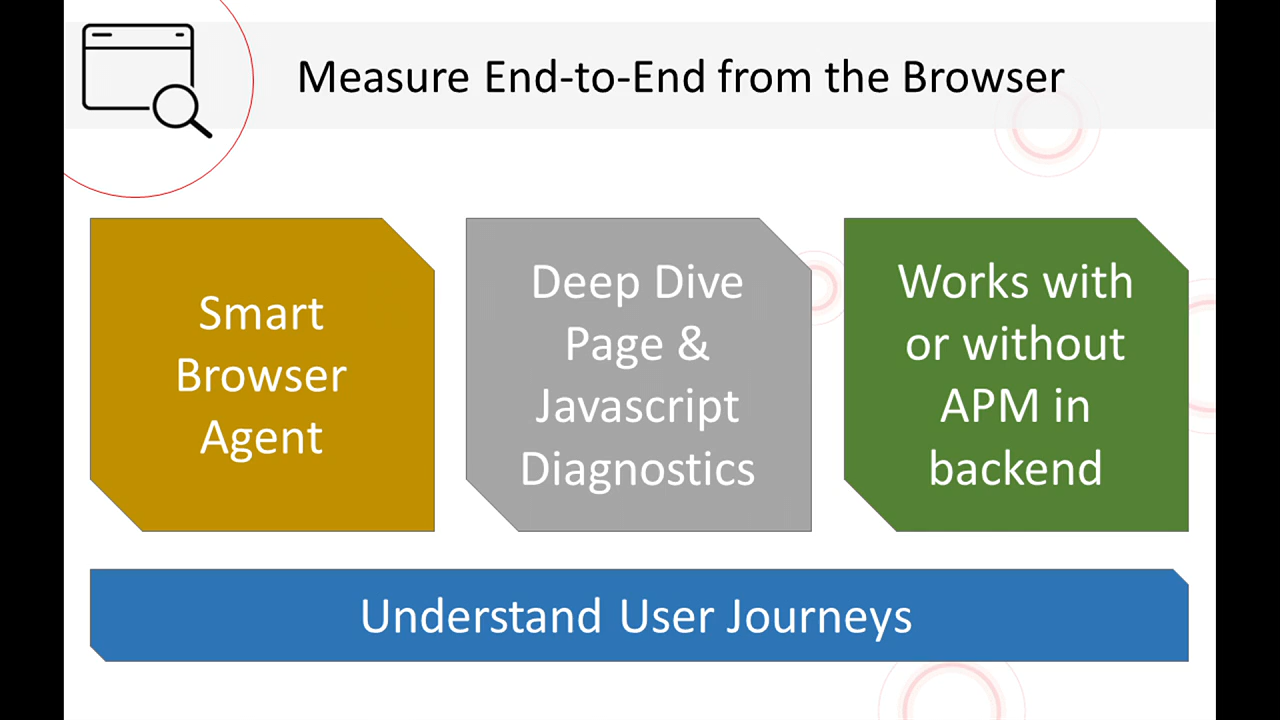 Measure End-to-End from the Browser
Smart
Browser
Agent
Deep Dive
Page &
Javascript
Diagnostics
Works with
or without
APM in
backend
Understand User Journeys